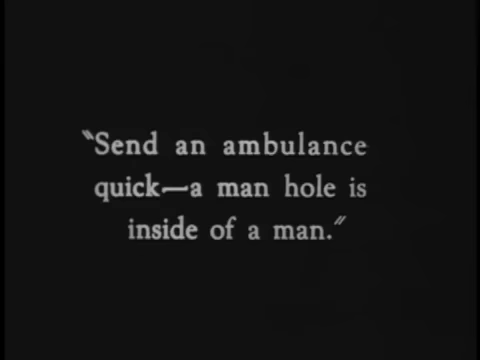 "Send an ambulance
quick—a man hole is
inside of a man."